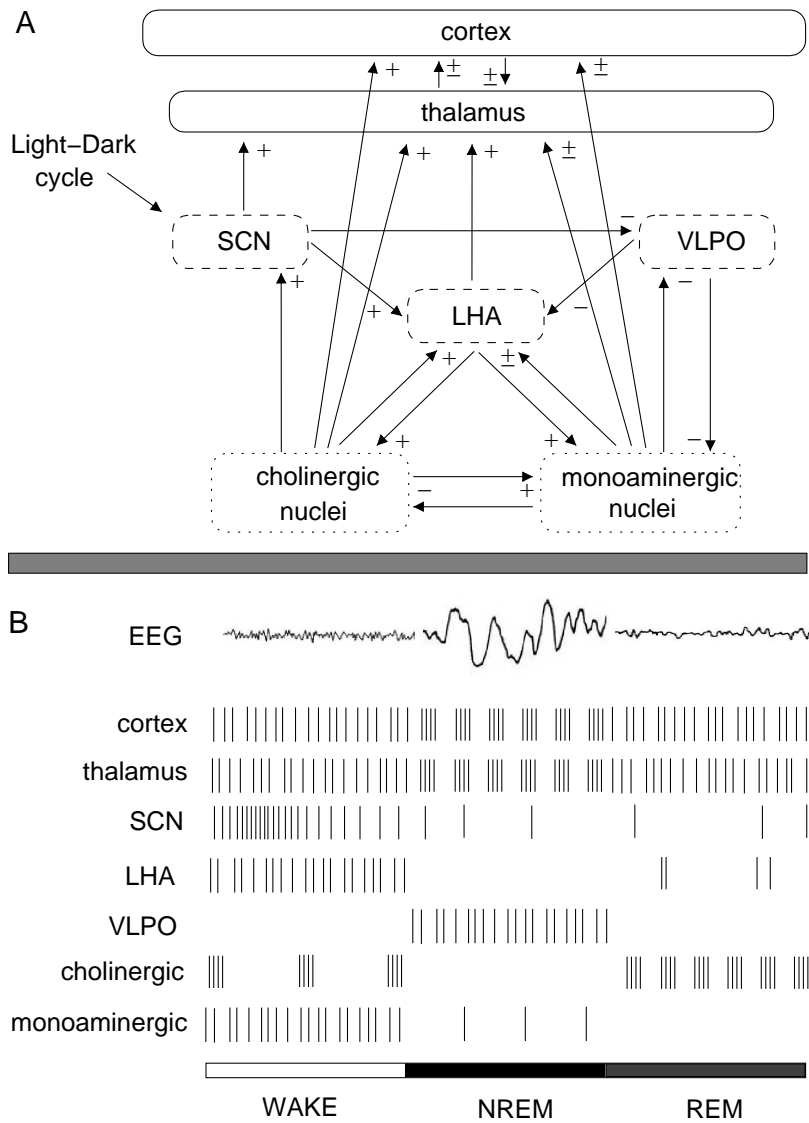 A
cortex
+
±
±
±
thalamus
Light−Dark
cycle
+
+
+
±
SCN
−
VLPO
+
+
LHA
−
−
+
±
+
+
−
cholinergic
nuclei
−
+
monoaminergic
nuclei
B
EEG
cortex
thalamus
SCN
LHA
VLPO
cholinergic
monoaminergic
WAKE
NREM
REM